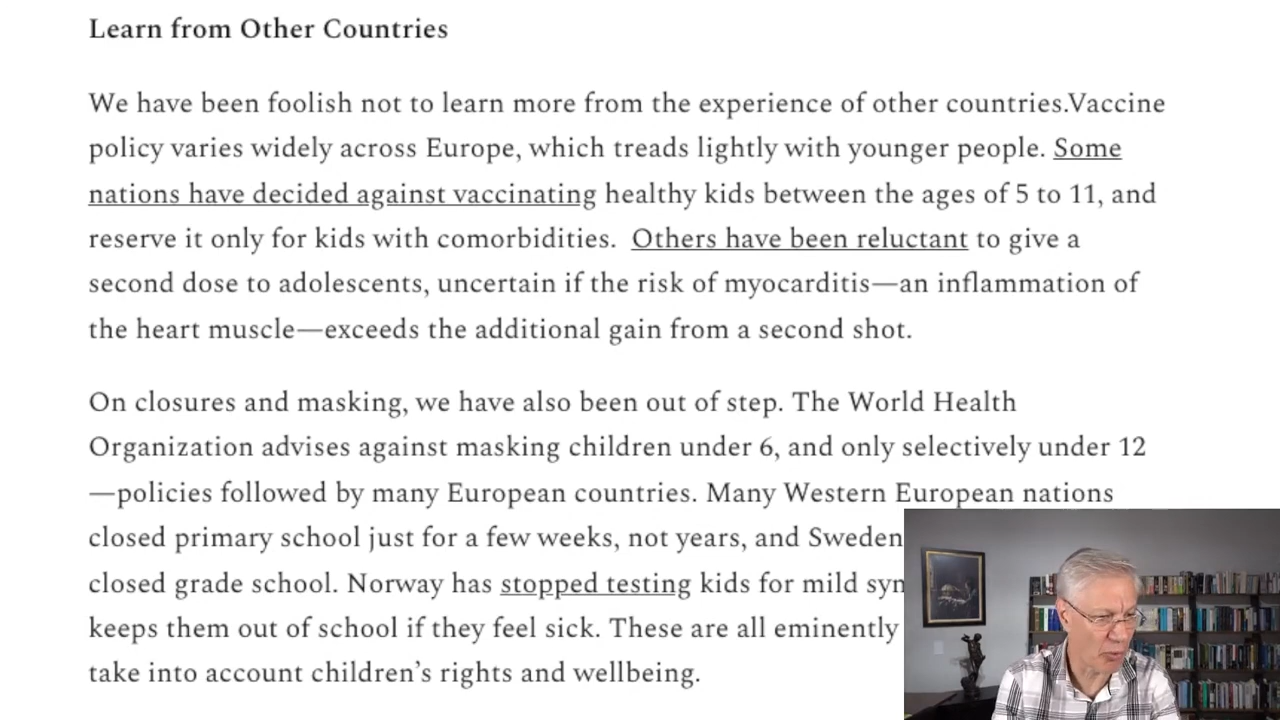 Learn from Other Countries
We have been foolish not to learn more from the experience of other countries.Vaccine
policy varies widely across Europe, which treads lightly with younger people. Some
nations have decided against vaccinating healthy kids between the ages of 5 to 11, and
reserve it only for kids with comorbidities. Others have been reluctant to give a
second dose to adolescents, uncertain if the risk of myocarditis—an inflammation of
the heart muscle—exceeds the additional gain from a second shot.
On closures and masking, we have also been out of step. The World Health
Organization advises against masking children under 6, and only selectively under 12
—policies followed by many European countries. Many Western European nations
closed primary school just for a few weeks, not years, and Sweden
closed grade school. Norway has stopped testing kids for mild
keeps them out of school if they feel sick. These are all eminently
take into account children’s rights and wellbeing.